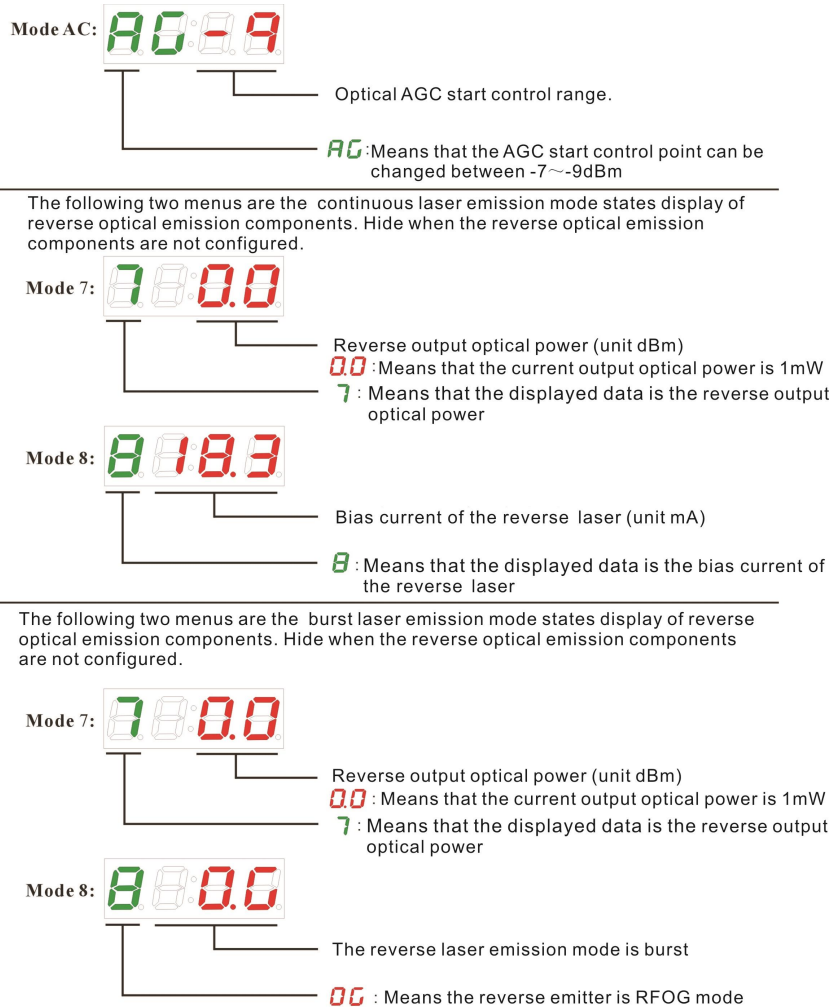 Mode AC: AG-9
Optical AGC start control range.
AG:Means that the AGC start control point can be
changed between -7～-9dBm
The following two menus are the continuous laser emission mode states display of
reverse optical emission components. Hide when the reverse optical emission
components are not configured.
Mode 7: 7 0.0
Reverse output optical power (unit dBm)
0.0 :Means that the current output optical power is 1mW
7 : Means that the displayed data is the reverse output
optical power
Mode 8: 8 18.3
Bias current of the reverse laser (unit mA)
8 : Means that the displayed data is the bias current of
the reverse laser
The following two menus are the burst laser emission mode states display of reverse
optical emission components. Hide when the reverse optical emission components
are not configured.
Mode 7: 7 0.0
Reverse output optical power (unit dBm)
0.0 : Means that the current output optical power is 1mW
7 : Means that the displayed data is the reverse output
optical power
Mode 8: 8 0.G
The reverse laser emission mode is burst
0G : Means the reverse emitter is RFOG mode